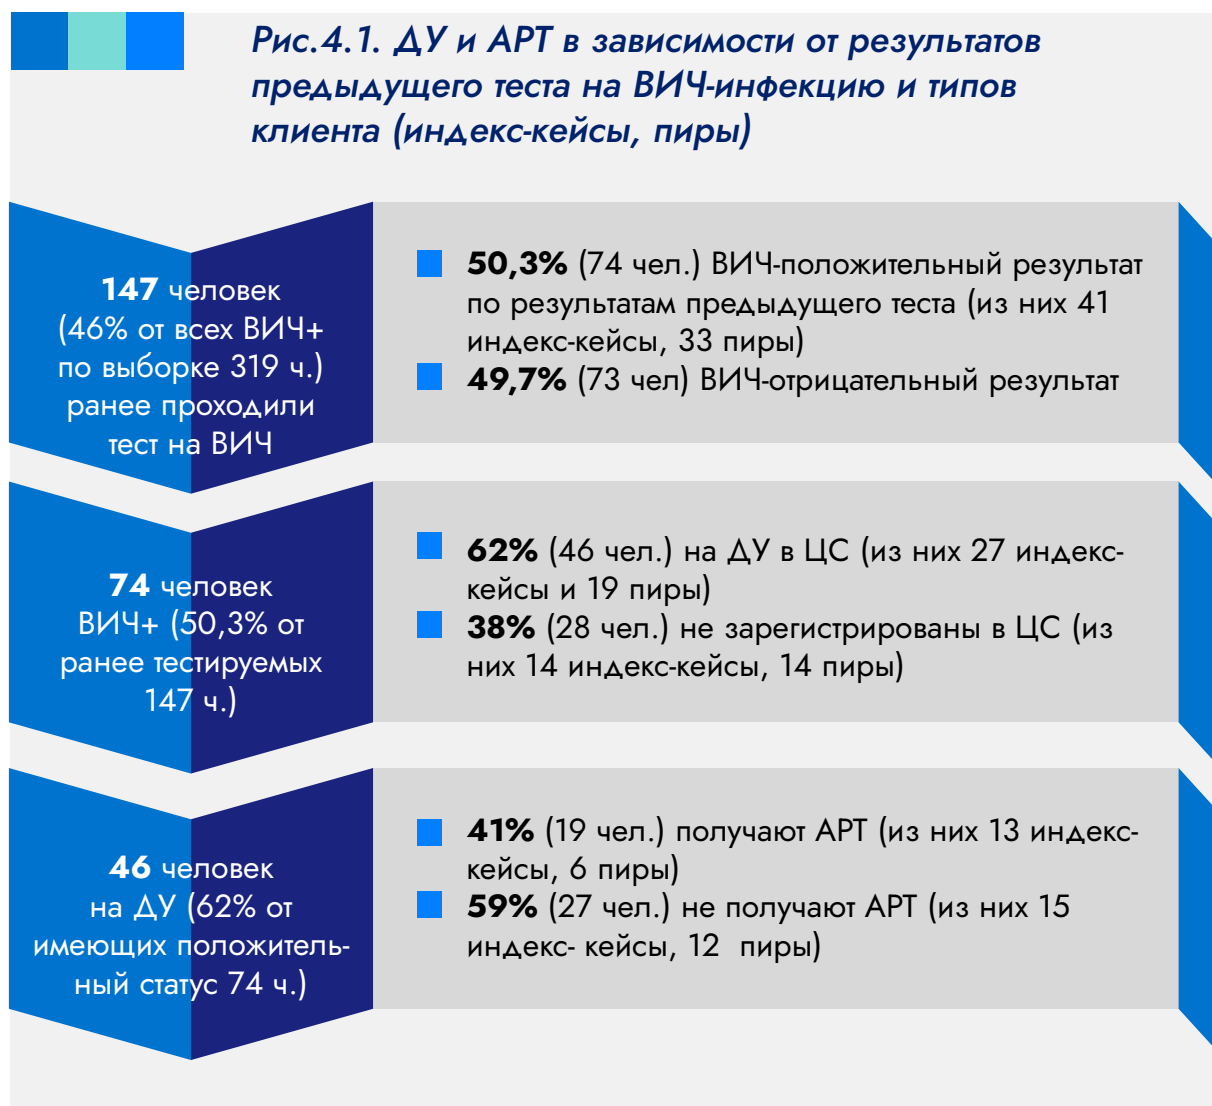 Рис.4.1. ДУ и АРТ в зависимости от результатов
предыдущего теста на ВИЧ-инфекцию и типов
клиента (индекс-кейсы, пиры)
147 человек
(46% от всех ВИЧ+
по выборке 319 ч.)
ранее проходили
тест на ВИЧ
50,3% (74 чел.) ВИЧ-положительный результат
по результатам предыдущего теста (из них 41
индекс-кейсы, 33 пиры)
49,7% (73 чел) ВИЧ-отрицательный результат
74 человек
ВИЧ+ (50,3% от
ранее тестируемых
147 ч.)
62% (46 чел.) на ДУ в ЦС (из них 27 индекс-
кейсы и 19 пиры)
38% (28 чел.) не зарегистрированы в ЦС (из
них 14 индекс-кейсы, 14 пиры)
46 человек
на ДУ (62% от
имеющих положитель-
ный статус 74 ч.)
41% (19 чел.) получают АРТ (из них 13 индекс-
кейсы, 6 пиры)
59% (27 чел.) не получают АРТ (из них 15
индекс- кейсы, 12  пиры)